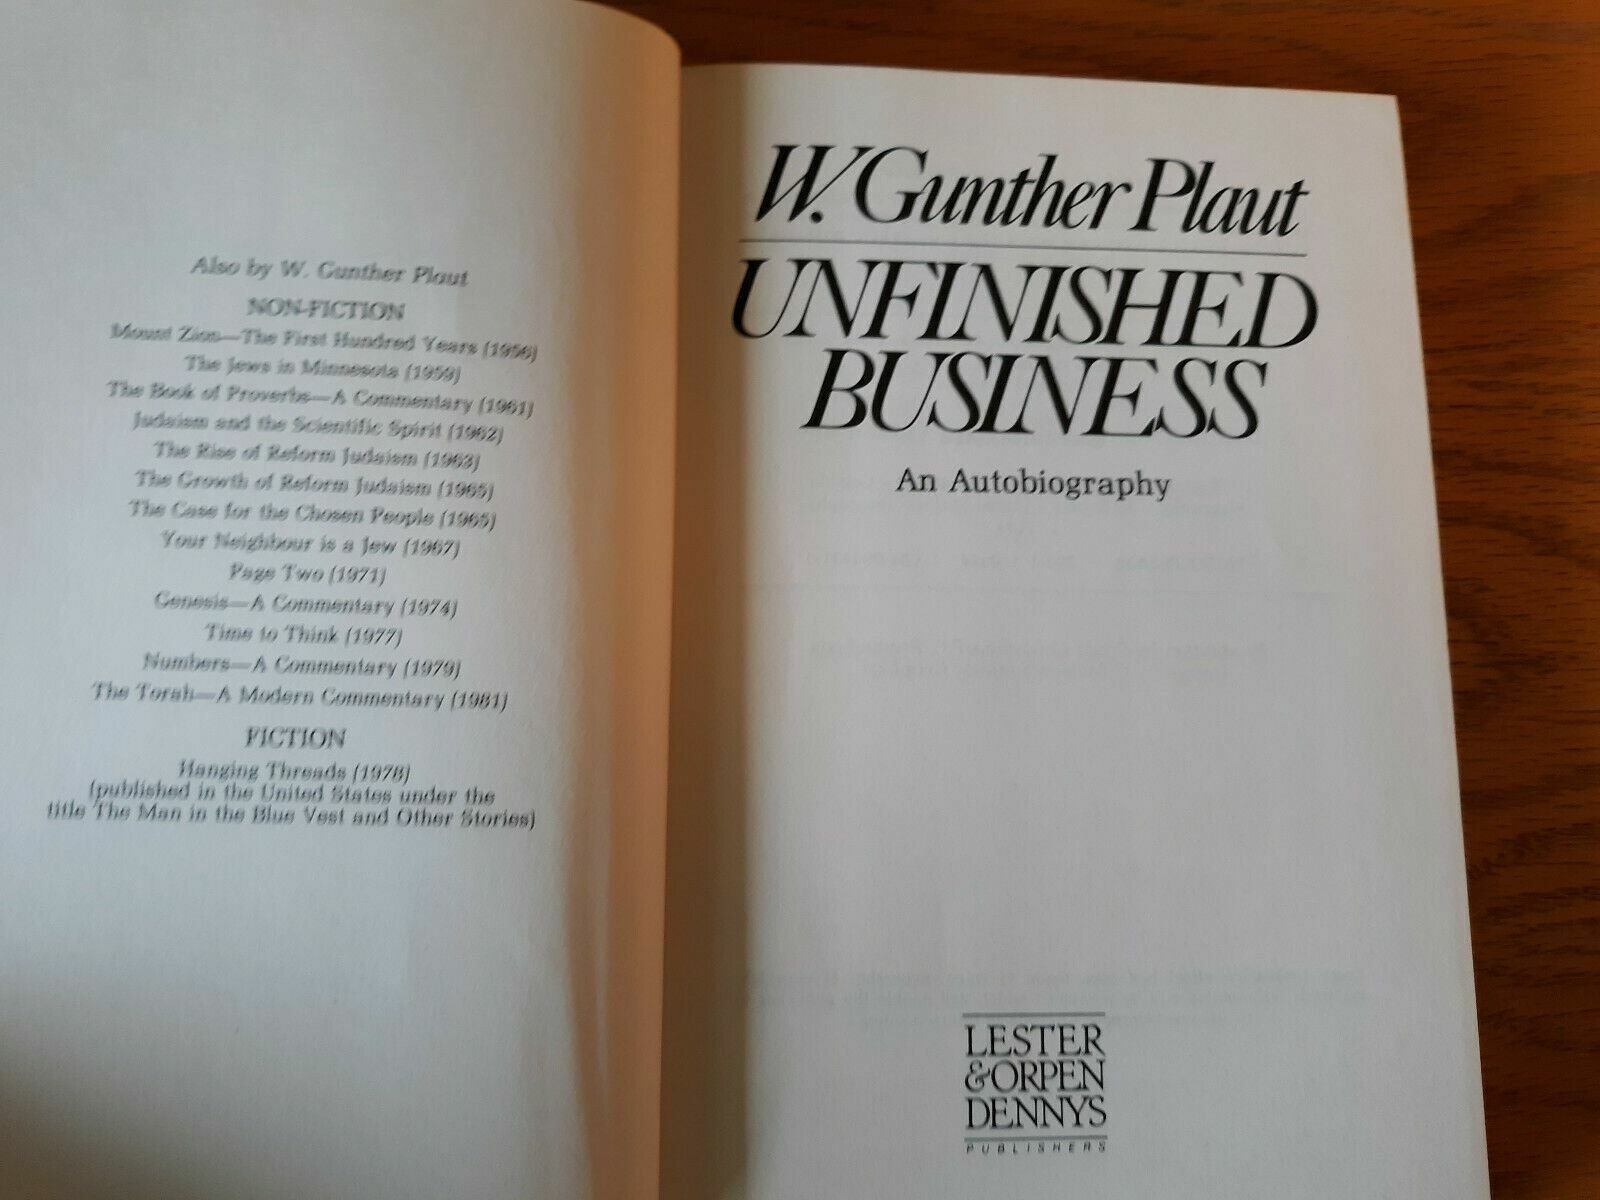 Also by W. Gunther Plaut
NON-FICTION
Mount Zion—The First Hundred Years (1956)
The Jews in Minnesota (1959)
The Book of Proverbs—A Commentary (1961)
Judaism and the Scientific Spirit (1962)
The Rise of Reform Judaism (1963)
The Growth of Reform Judaism (1965)
The Case for the Chosen People (1965)
Your Neighbour is a Jew (1967)
Page Two (1971)
Genesis—A Commentary (1974)
Time to Think (1977)
Numbers—A Commentary (1979)
The Torah—A Modern Commentary (1981)
FICTION
Hanging Threads (1978)
(published in the United States under the
title The Man in the Blue Vest and Other Stories)
W. Gunther Plaut
UNFINISHED
BUSINESS
An Autobiography
LESTER
&ORPEN
DENNYS
PUBLISHERS